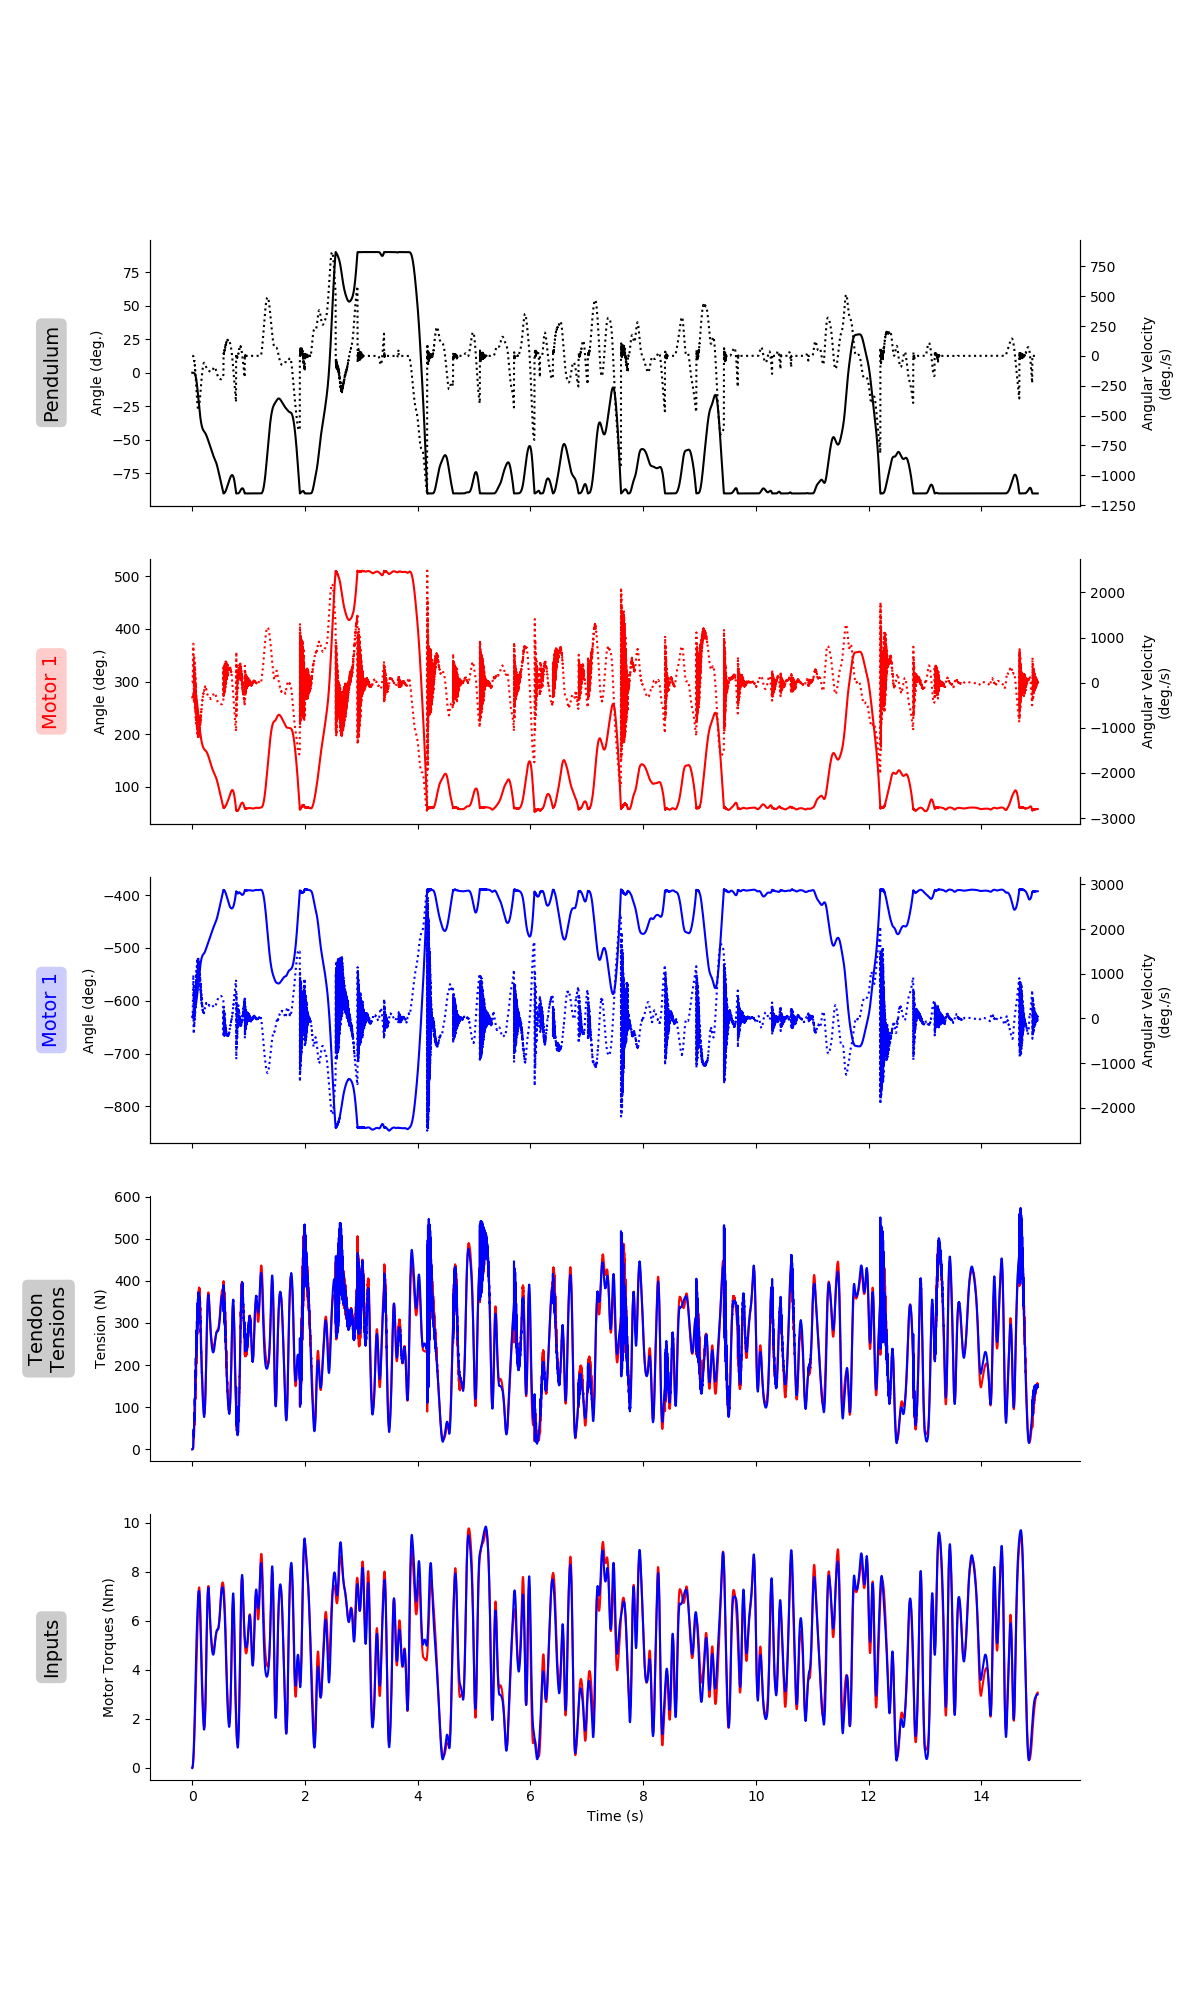 Pendulum
Angle (deg.)
75
50
25
0
−25
−50
−75
750
500
250
0
−250
−500
−750
−1000
−1250
Angular Velocity
(deg./s)
Motor 1
Angle (deg.)
500
400
300
200
100
2000
1000
0
−1000
−2000
−3000
Angular Velocity
(deg./s)
Motor 1
Angle (deg.)
−400
−500
−600
−700
−800
3000
2000
1000
0
−1000
−2000
Angular Velocity
(deg./s)
Tendon
Tensions
Tension (N)
600
500
400
300
200
100
0
Inputs
Motor Torques (Nm)
10
8
6
4
2
0
0 2 4 6 8 10 12 14
Time (s)